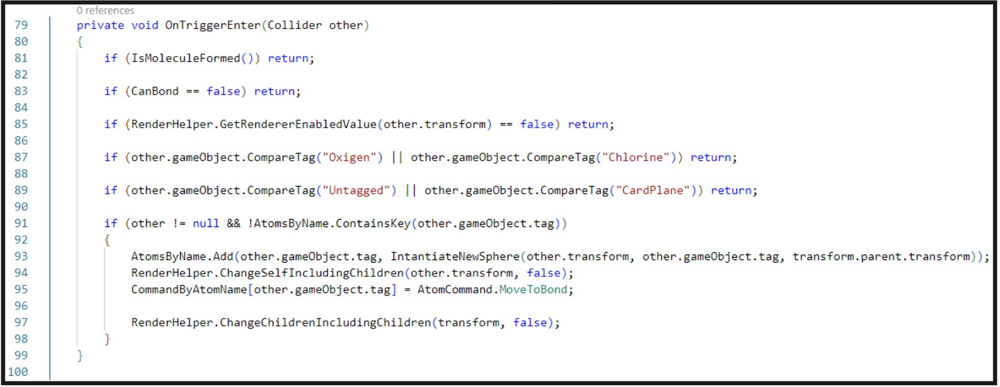 0 references
79 private void OnTriggerEnter(Collider other)
80 {
81 if (IsMoleculeFormed()) return;
82
83 if (CanBond == false) return;
84
85 if (RenderHelper.GetRendererEnabledValue(other.transform) == false) return;
86
87 if (other.gameObject.CompareTag("Oxigen") || other.gameObject.CompareTag("Chlorine")) return;
88
89 if (other.gameObject.CompareTag("Untagged") || other.gameObject.CompareTag("CardPlane")) return;
90
91 if (other != null && !AtomsByName.ContainsKey(other.gameObject.tag))
92 {
93 AtomsByName.Add(other.gameObject.tag, IntantiateNewSphere(other.transform, other.gameObject.tag, transform.parent.transform));
94 RenderHelper.ChangeSelfIncludingChildren(other.transform, false);
95 CommandByAtomName[other.gameObject.tag] = AtomCommand.MoveToBond;
96
97 RenderHelper.ChangeChildrenIncludingChildren(transform, false);
98 }
99 }
100